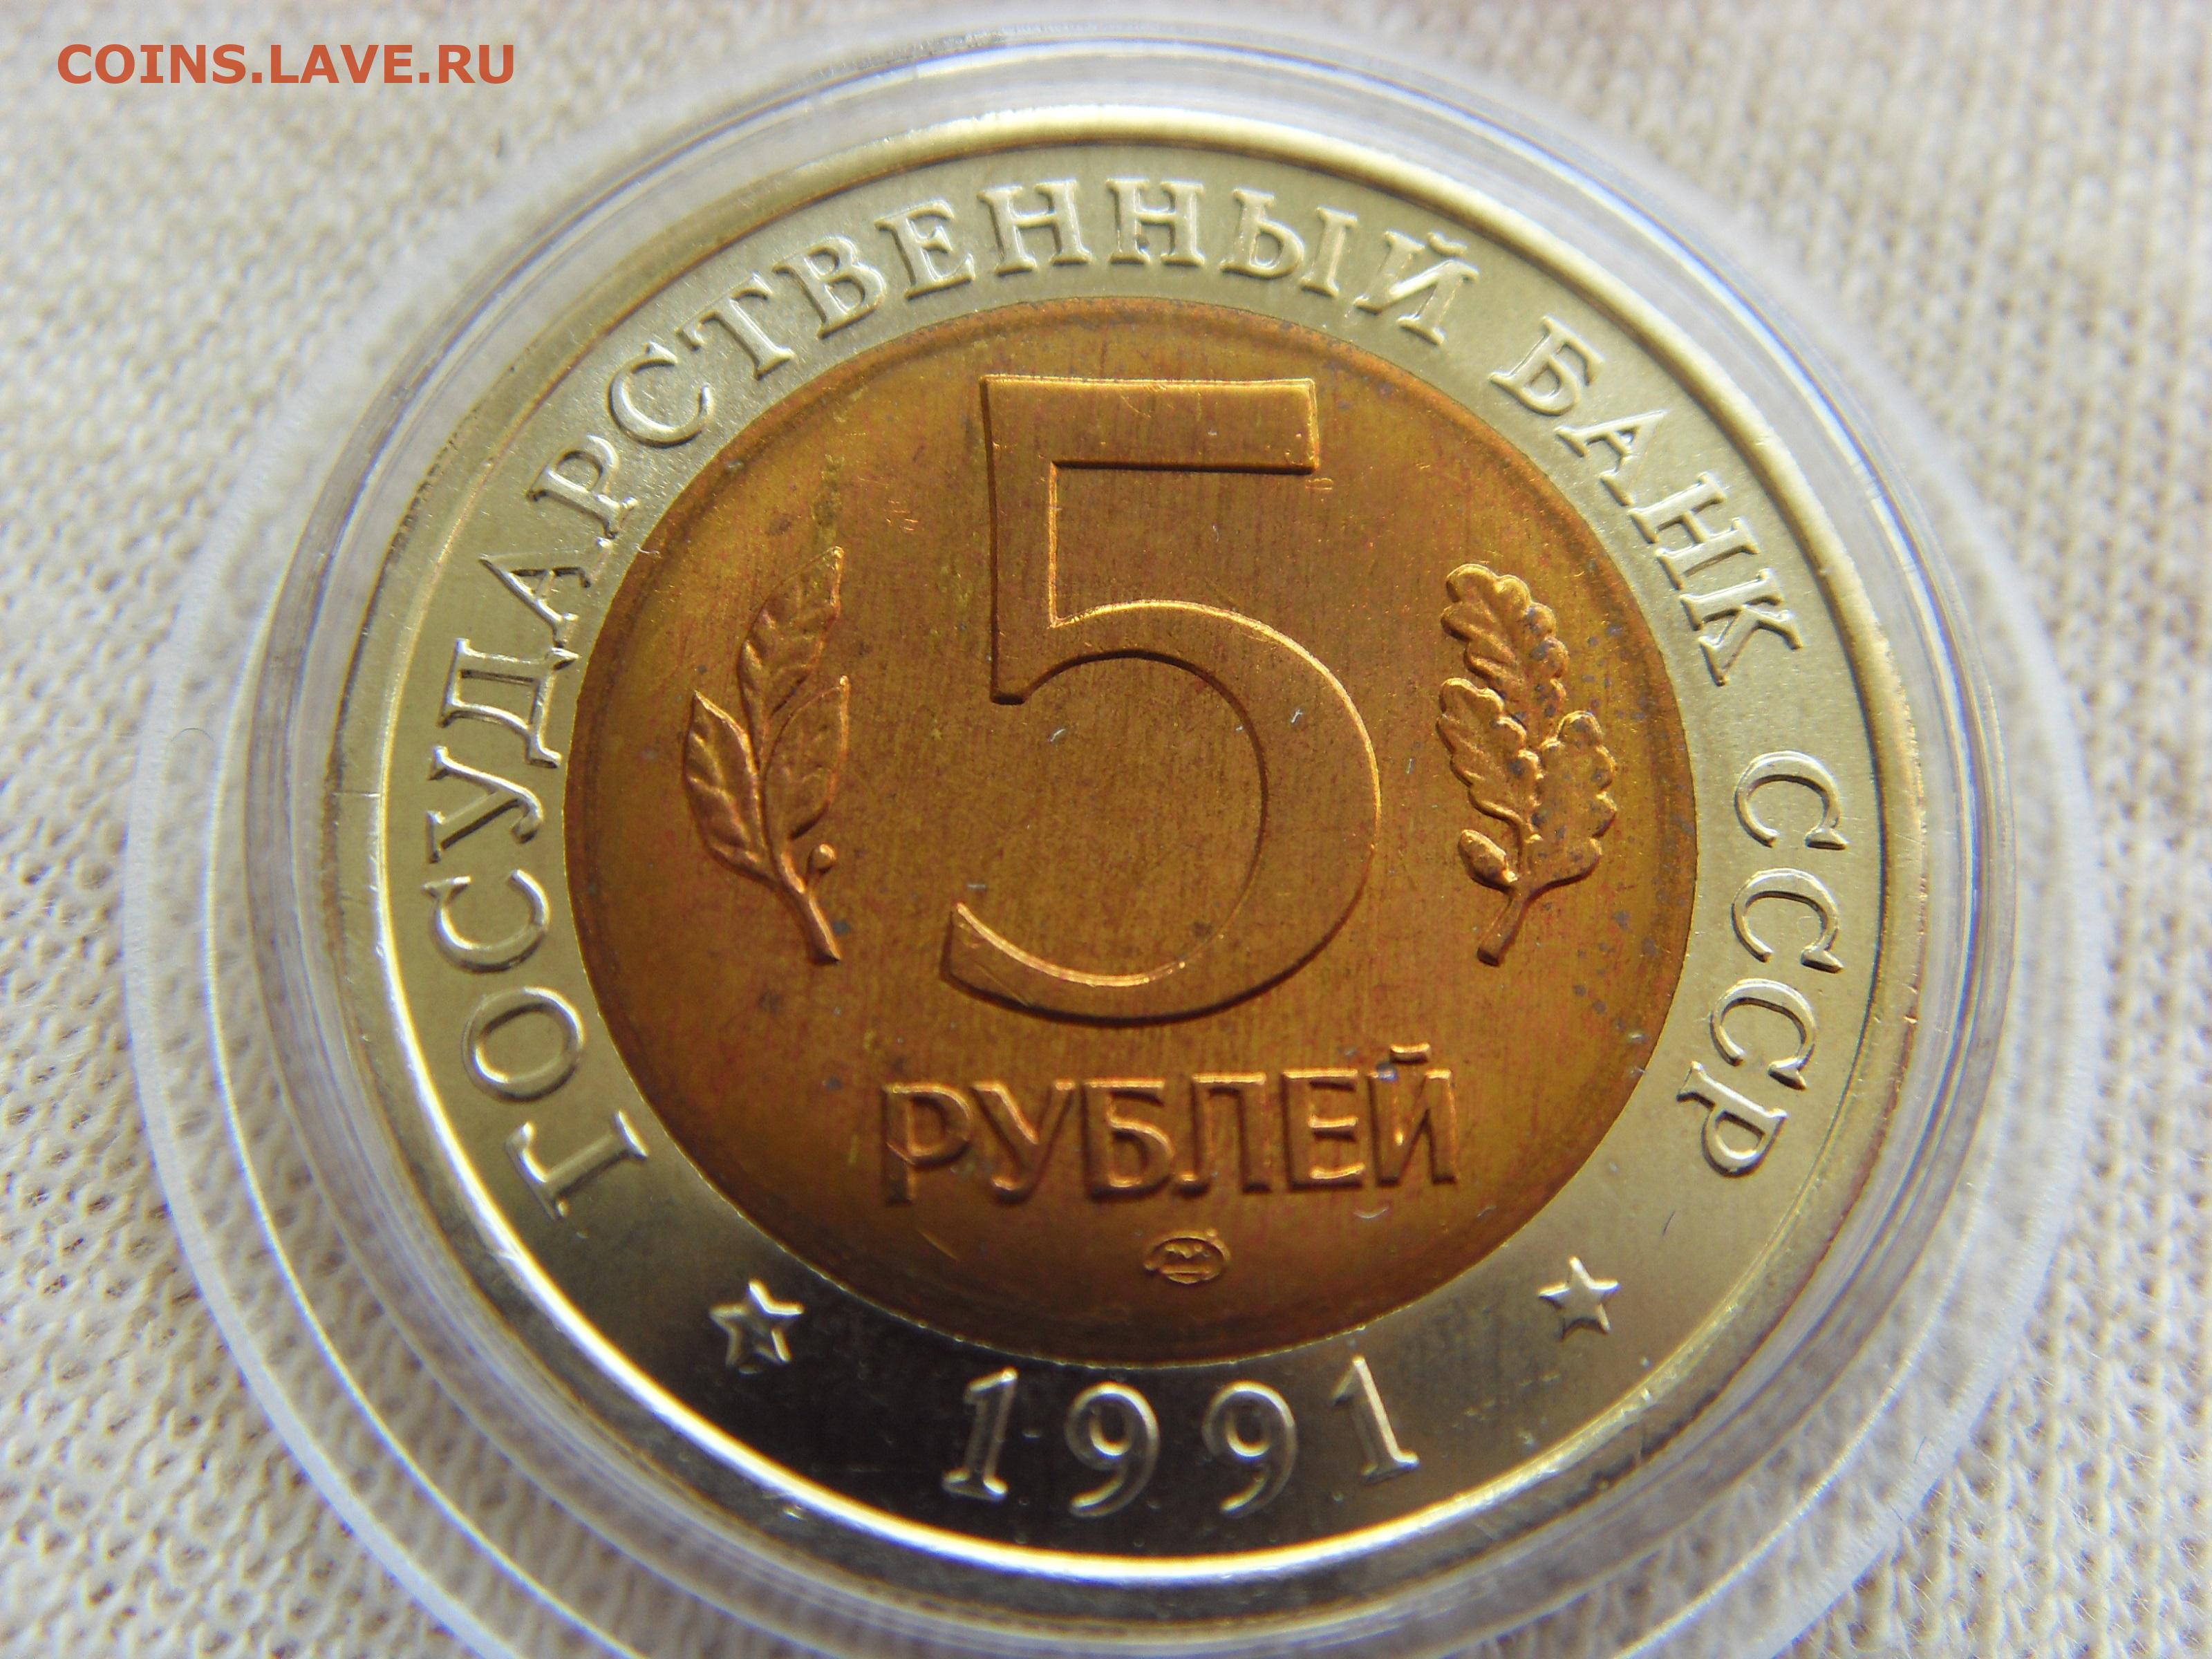 COINS.LAVE.RU
ГОСУДАРСТВЕННЫЙ БАНК СССР
5
РУБЛЕЙ
1991